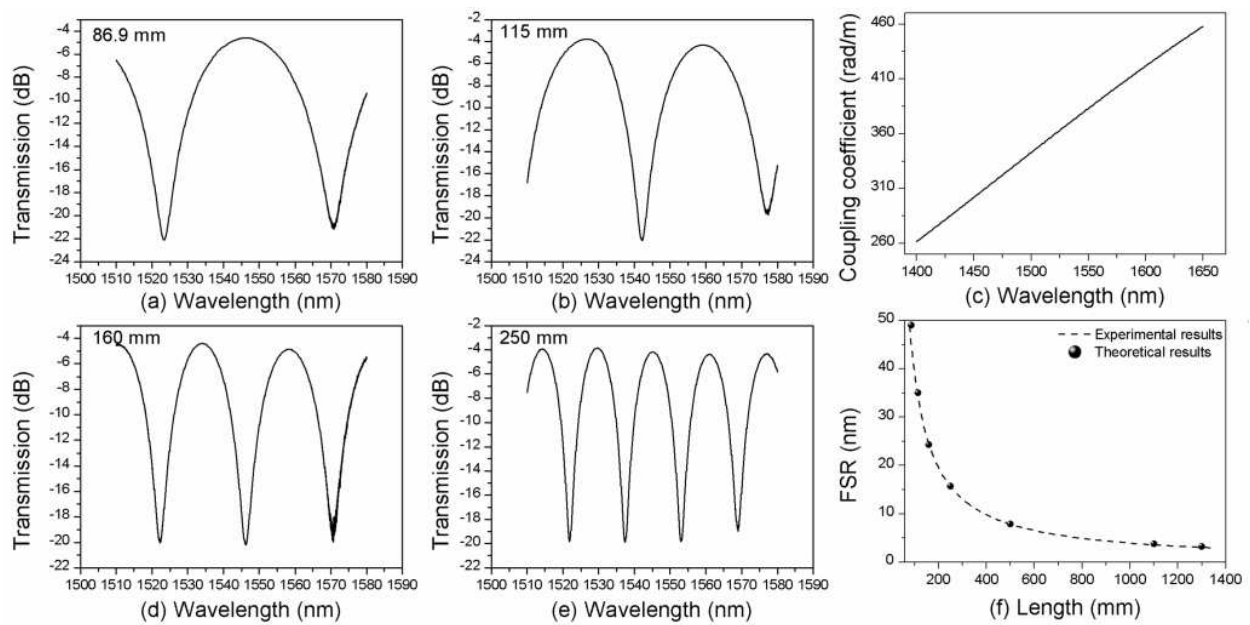 86.9 mm
Transmission (dB)
-4
-6
-8
-10
-12
-14
-16
-18
-20
-22
-24
1500 1510 1520 1530 1540 1550 1560 1570 1580 1590
(a) Wavelength (nm)
115 mm
Transmission (dB)
-2
-4
-6
-8
-10
-12
-14
-16
-18
-20
-22
-24
1500 1510 1520 1530 1540 1550 1560 1570 1580 1590
(b) Wavelength (nm)
Coupling coefficient (rad/m)
460
410
360
310
260
1400 1450 1500 1550 1600 1650
(c) Wavelength (nm)
160 mm
Transmission (dB)
-2
-4
-6
-8
-10
-12
-14
-16
-18
-20
-22
1500 1510 1520 1530 1540 1550 1560 1570 1580 1590
(d) Wavelength (nm)
250 mm
Transmission (dB)
-2
-4
-6
-8
-10
-12
-14
-16
-18
-20
-22
1500 1510 1520 1530 1540 1550 1560 1570 1580 1590
(e) Wavelength (nm)
Experimental results
Theoretical results
FSR (nm)
50
40
30
20
10
0
200 400 600 800 1000 1200 1400
(f) Length (mm)